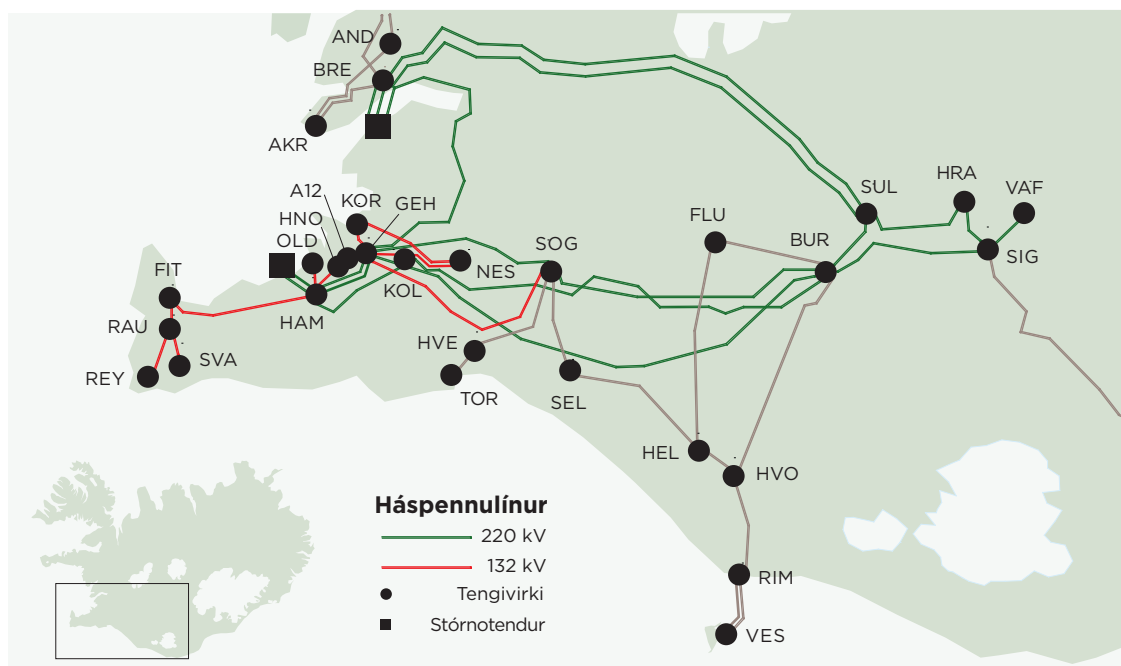 AND
BRE
AKR
A12
KOR
GEH
HNO
OLD
NES
KOL
SOG
FIT
HAM
RAU
SVA
REY
HVE
TOR
SEL
FLU
BUR
SUL
HRA
VAF
SIG
HEL
HVO
RIM
VES
Háspennulínur
220 kV
132 kV
Tengivirki
Stórnotendur